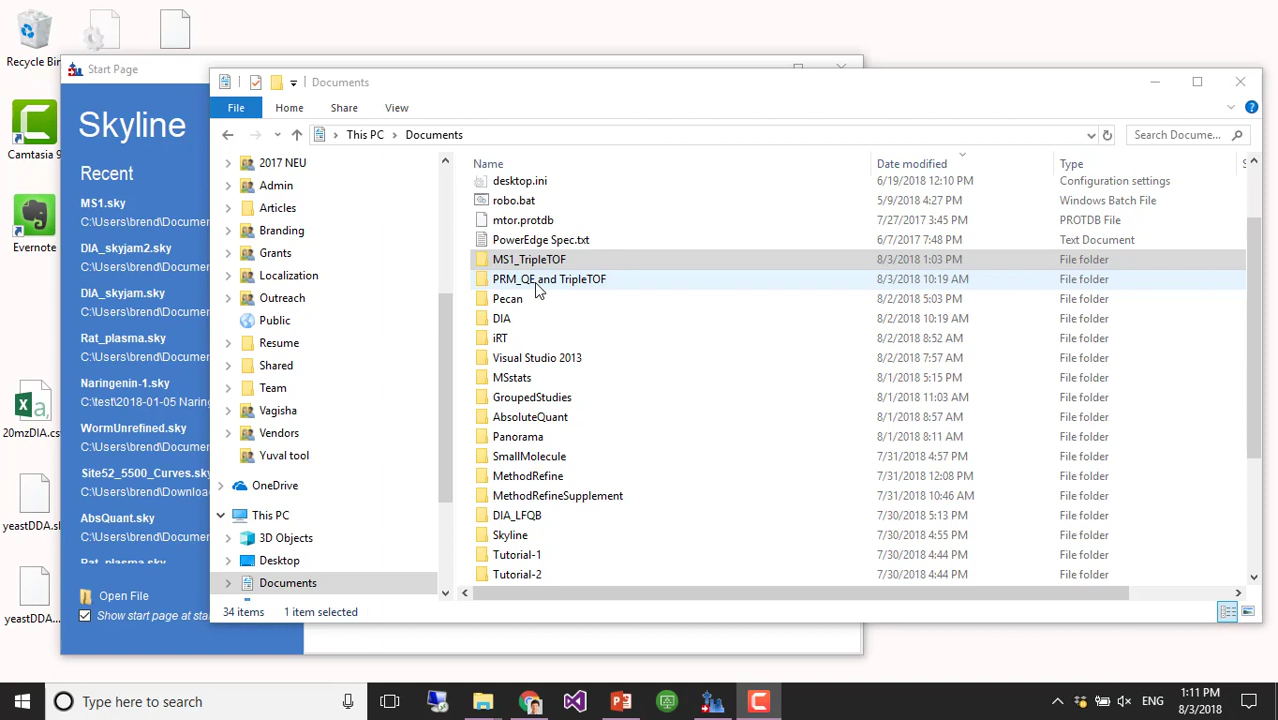 Recycle Bin
Camtasia 9
Evernote
20mzDIA.cs
yeastDDA.sk
yeastDDA...
Start Page
Skyline
Recent
MS1.sky
C:\Users\brend\Documen
DIA_skyjam2.sky
C:\Users\brend\Documen
DIA_skyjam.sky
C:\Users\brend\Documen
Rat_plasma.sky
C:\Users\brend\Documen
Naringenin-1.sky
C:\test\2018-01-05 Naring
WormUnrefined.sky
C:\Users\brend\Documen
Site52_5500_Curves.sky
C:\Users\brend\Downloa
AbsQuant.sky
C:\Users\brend\Documen
Rat_plasma.sky
Open File
Show start page at sta
Documents
File Home Share View
This PC Documents
Search Docume...
2017 NEU
Admin
Articles
Branding
Grants
Localization
Outreach
Public
Resume
Shared
Team
Vagisha
Vendors
Yuval tool
OneDrive
This PC
3D Objects
Desktop
Documents
Name Date modified Type S
desktop.ini 6/19/2018 12:10 PM Configuration settings
robo.bat 5/9/2018 4:27 PM Windows Batch File
mtor.protdb 7/27/2017 3:45 PM PROTDB File
PowerEdge Spec.txt 6/7/2017 7:48 PM Text Document
MS1_TripleTOF 8/3/2018 1:03 PM File folder
PRM_QE and TripleTOF 8/3/2018 10:19 AM File folder
Pecan 8/2/2018 5:03 PM File folder
DIA 8/2/2018 10:19 AM File folder
iRT 8/2/2018 8:52 AM File folder
Visual Studio 2013 8/2/2018 7:57 AM File folder
MSstats 8/1/2018 5:15 PM File folder
GroupedStudies 8/1/2018 11:03 AM File folder
AbsoluteQuant 8/1/2018 8:57 AM File folder
Panorama 8/1/2018 8:11 AM File folder
SmallMolecule 7/31/2018 4:57 PM File folder
MethodRefine 7/31/2018 12:08 PM File folder
MethodRefineSupplement 7/31/2018 10:46 AM File folder
DIA_LFQB 7/30/2018 5:13 PM File folder
Skyline 7/30/2018 4:55 PM File folder
Tutorial-1 7/30/2018 4:44 PM File folder
Tutorial-2 7/30/2018 4:44 PM File folder
34 items 1 item selected
Type here to search
ENG
1:11 PM
8/3/2018